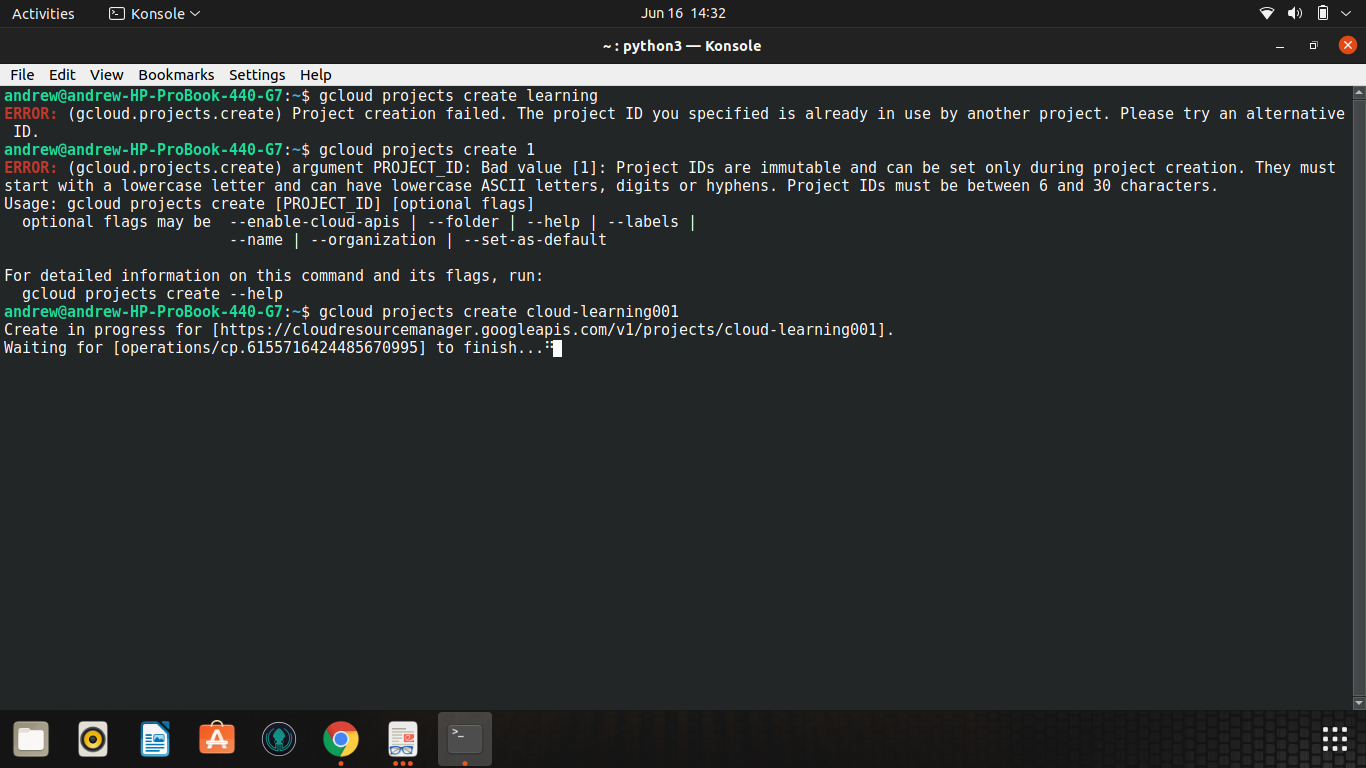 Activities Konsole Jun 16 14:32
~ : python3 — Konsole
File Edit View Bookmarks Settings Help
andrew@andrew-HP-ProBook-440-G7:~$ gcloud projects create learning
ERROR: (gcloud.projects.create) Project creation failed. The project ID you specified is already in use by another project. Please try an alternative
 ID.
andrew@andrew-HP-ProBook-440-G7:~$ gcloud projects create 1
ERROR: (gcloud.projects.create) argument PROJECT_ID: Bad value [1]: Project IDs are immutable and can be set only during project creation. They must
start with a lowercase letter and can have lowercase ASCII letters, digits or hyphens. Project IDs must be between 6 and 30 characters.
Usage: gcloud projects create [PROJECT_ID] [optional flags]
  optional flags may be  --enable-cloud-apis | --folder | --help | --labels |
                         --name | --organization | --set-as-default
For detailed information on this command and its flags, run:
  gcloud projects create --help
andrew@andrew-HP-ProBook-440-G7:~$ gcloud projects create cloud-learning001
Create in progress for [https://cloudresourcemanager.googleapis.com/v1/projects/cloud-learning001].
Waiting for [operations/cp.6155716424485670995] to finish...⠛